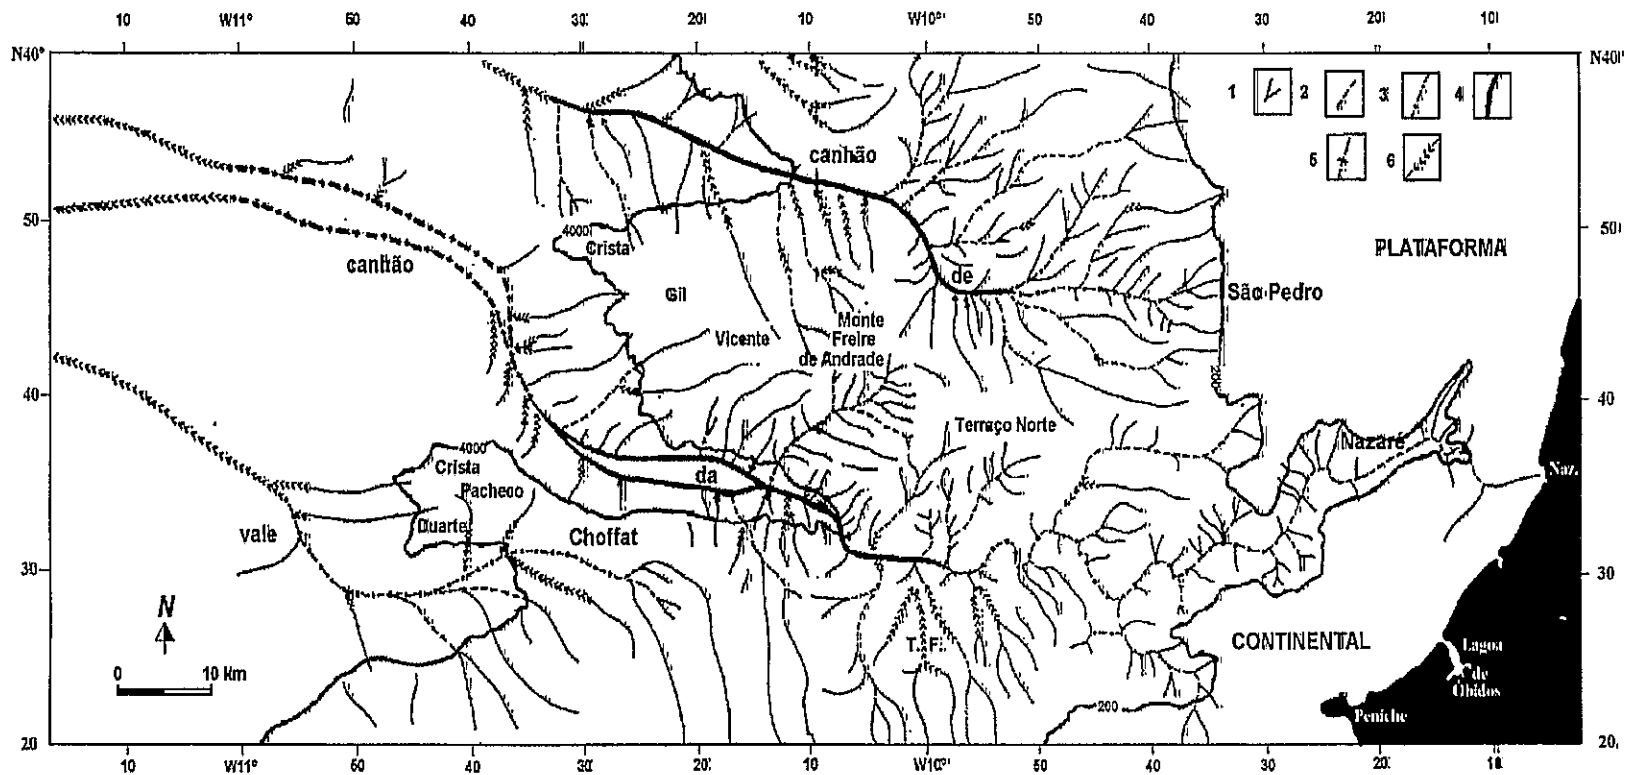 10 W11° 50 40 30 20 10 W10° 50 40 30 20 10
N40° N40°
1 2 3 4
5 6
canhão
50 50
4000
Crista
PLATAFORMA
canhão
de
Gil
São Pedro
Monte
Vicente Freire
de Andrade
200
40 40
Terraço Norte
Nazaré
4000
Crista
da
Naz.
Pacheco
Duarte
Vale
Choffat
30 30
N
T. F.
CONTINENTAL
Lagoa
de
Óbidos
0 10 km
200
Peniche
20 20
10 W11° 50 40 30 20 10 W10° 50 40 30 20 10